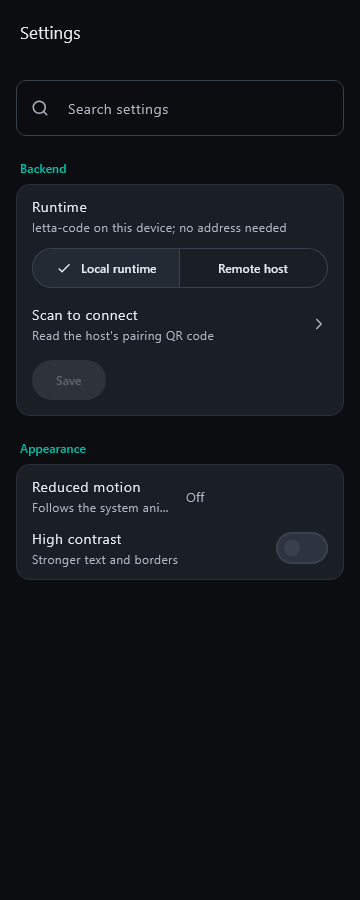 Settings
Search settings
Backend
Runtime
letta-code on this device; no address needed
Local runtime
Remote host
Scan to connect
Read the host's pairing QR code
Save
Appearance
Reduced motion
Follows the system ani...
Off
High contrast
Stronger text and borders